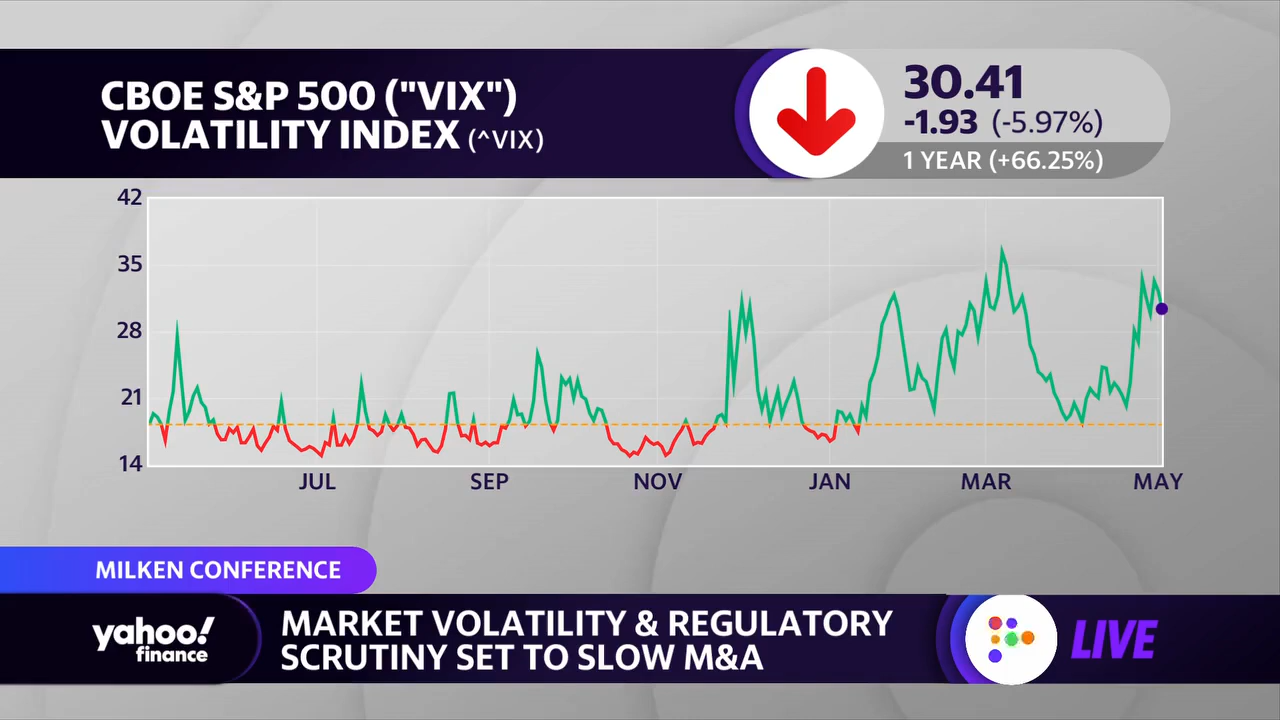 CBOE S&P 500 ("VIX")
VOLATILITY INDEX (^VIX)
30.41
-1.93 (-5.97%)
1 YEAR (+66.25%)
42
35
28
21
14
JUL SEP NOV JAN MAR MAY
MILKEN CONFERENCE
yahoo!
finance
MARKET VOLATILITY & REGULATORY
SCRUTINY SET TO SLOW M&A
LIVE